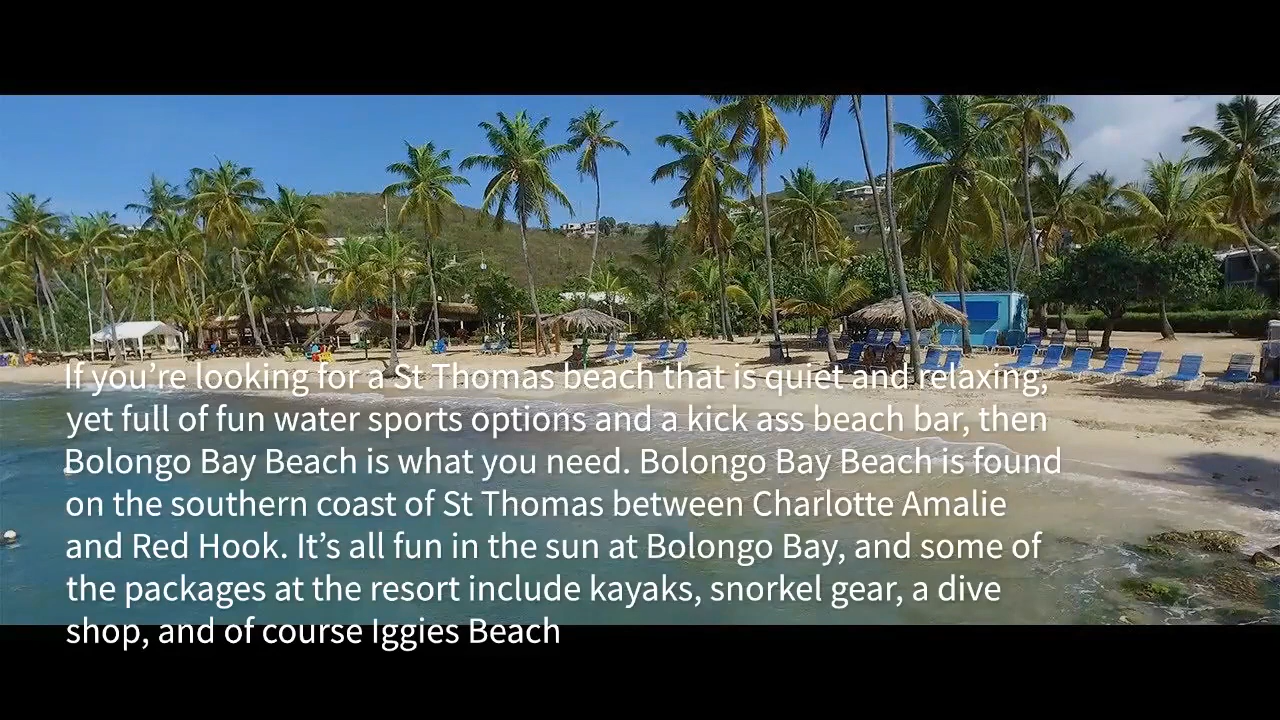 If you’re looking for a St Thomas beach that is quiet and relaxing,
yet full of fun water sports options and a kick ass beach bar, then
Bolongo Bay Beach is what you need. Bolongo Bay Beach is found
on the southern coast of St Thomas between Charlotte Amalie
and Red Hook. It’s all fun in the sun at Bolongo Bay, and some of
the packages at the resort include kayaks, snorkel gear, a dive
shop, and of course Iggies Beach